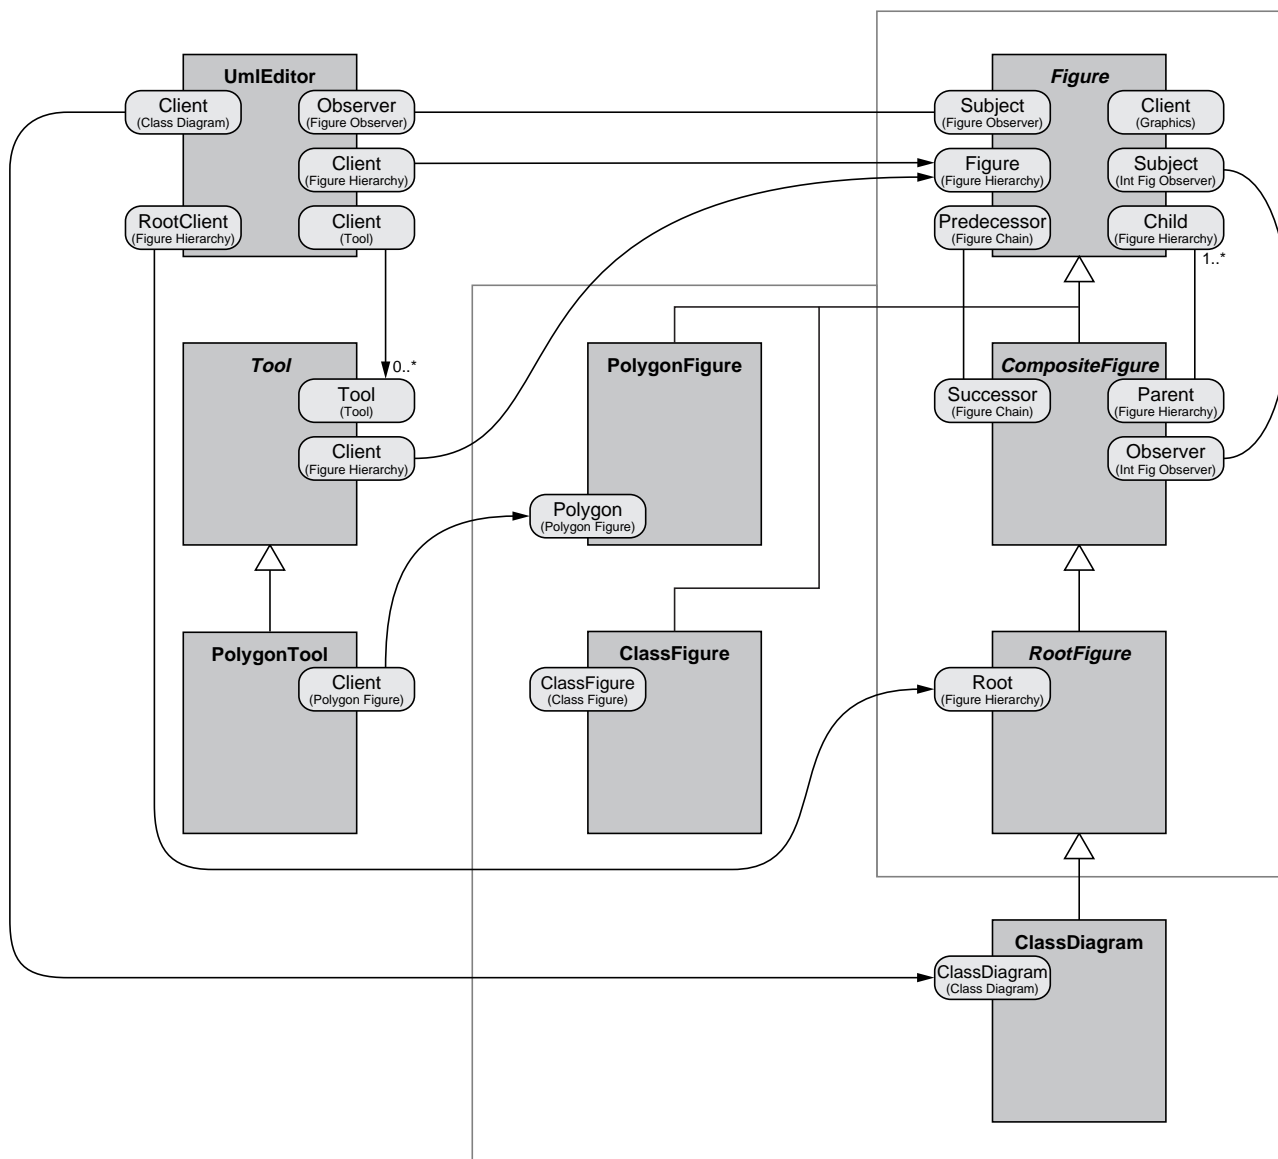 UmlEditor
Client
(Class Diagram)
Observer
(Figure Observer)
Client
(Figure Hierarchy)
RootClient
(Figure Hierarchy)
Client
(Tool)
Figure
Subject
(Figure Observer)
Client
(Graphics)
Figure
(Figure Hierarchy)
Subject
(Int Fig Observer)
Predecessor
(Figure Chain)
Child
(Figure Hierarchy)
1..*
Tool
0..*
Tool
(Tool)
Client
(Figure Hierarchy)
PolygonFigure
Polygon
(Polygon Figure)
CompositeFigure
Successor
(Figure Chain)
Parent
(Figure Hierarchy)
Observer
(Int Fig Observer)
PolygonTool
Client
(Polygon Figure)
ClassFigure
ClassFigure
(Class Figure)
RootFigure
Root
(Figure Hierarchy)
ClassDiagram
ClassDiagram
(Class Diagram)